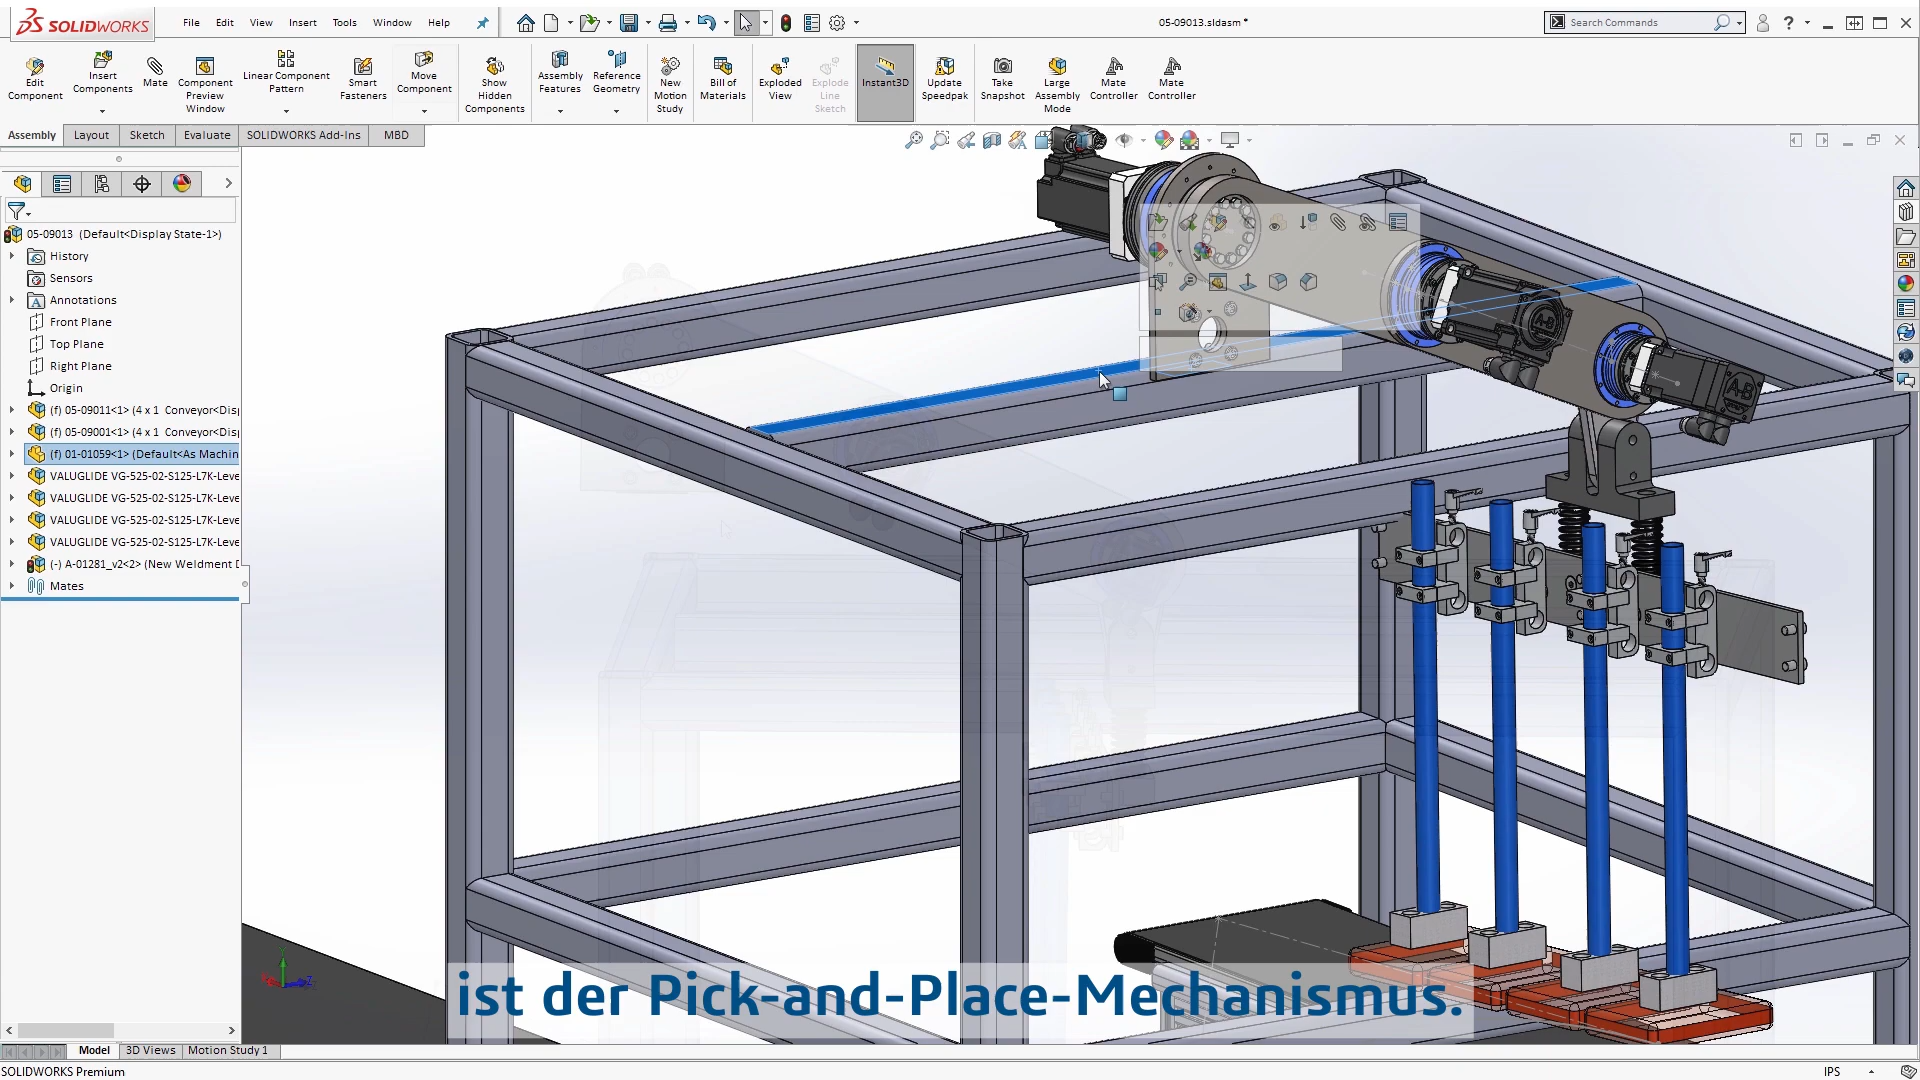 SOLIDWORKS
File Edit View Insert Tools Window Help
05-09013.sldasm *
Search Commands
Edit Component
Insert Components
Mate
Component Preview Window
Linear Component Pattern
Smart Fasteners
Move Component
Show Hidden Components
Assembly Features
Reference Geometry
New Motion Study
Bill of Materials
Exploded View
Explode Line Sketch
Instant3D
Update Speedpak
Take Snapshot
Large Assembly Mode
Mate Controller
Mate Controller
Assembly Layout Sketch Evaluate SOLIDWORKS Add-Ins MBD
05-09013 (Default<Display State-1>)
History
Sensors
Annotations
Front Plane
Top Plane
Right Plane
Origin
(f) 05-09011<1> (4 x 1 Conveyor<Disp
(f) 05-09001<1> (4 x 1 Conveyor<Disp
(f) 01-01059<1> (Default<As Machin
VALUGLIDE VG-525-02-S125-L7K-Leve
VALUGLIDE VG-525-02-S125-L7K-Leve
VALUGLIDE VG-525-02-S125-L7K-Leve
VALUGLIDE VG-525-02-S125-L7K-Leve
(-) A-01281_v2<2> (New Weldment D
Mates
A-B
A-B
ist der Pick-and-Place-Mechanismus.
Model 3D Views Motion Study 1
SOLIDWORKS Premium
IPS